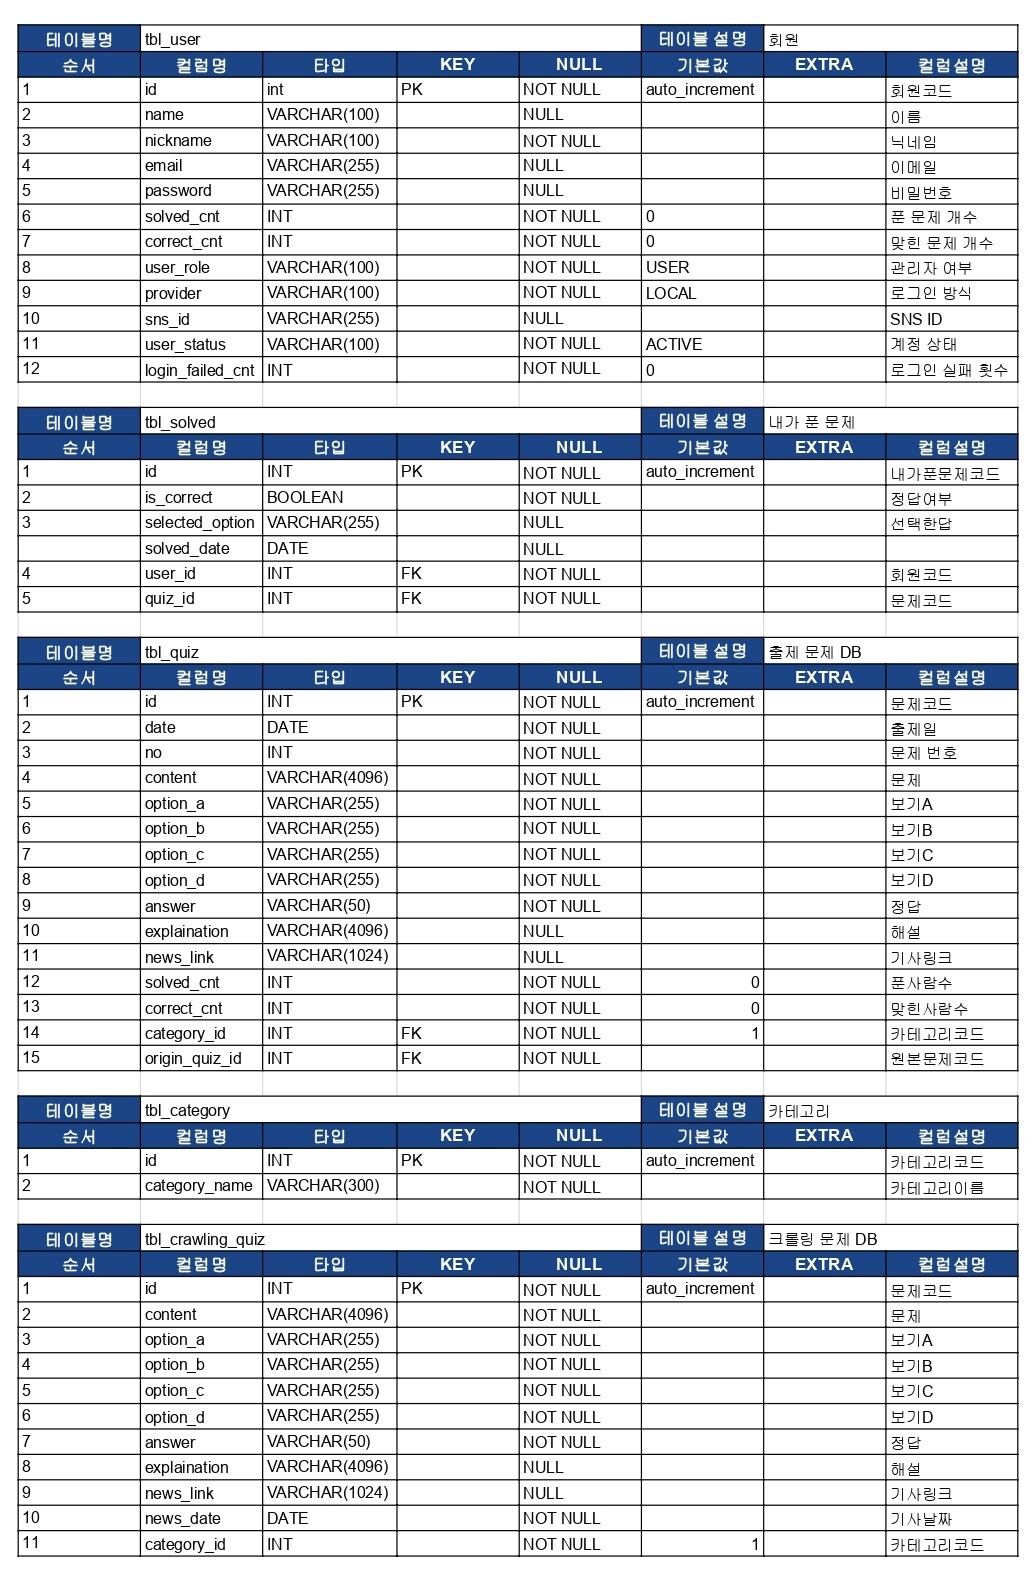 테이블명 tbl_user 테이블 설명 회원
순서 컬럼명 타입 KEY NULL 기본값 EXTRA 컬럼설명
1 id int PK NOT NULL auto_increment 회원코드
2 name VARCHAR(100) NULL 이름
3 nickname VARCHAR(100) NOT NULL 닉네임
4 email VARCHAR(255) NULL 이메일
5 password VARCHAR(255) NULL 비밀번호
6 solved_cnt INT NOT NULL 0 푼 문제 개수
7 correct_cnt INT NOT NULL 0 맞힌 문제 개수
8 user_role VARCHAR(100) NOT NULL USER 관리자 여부
9 provider VARCHAR(100) NOT NULL LOCAL 로그인 방식
10 sns_id VARCHAR(255) NULL SNS ID
11 user_status VARCHAR(100) NOT NULL ACTIVE 계정 상태
12 login_failed_cnt INT NOT NULL 0 로그인 실패 횟수
테이블명 tbl_solved 테이블 설명 내가 푼 문제
순서 컬럼명 타입 KEY NULL 기본값 EXTRA 컬럼설명
1 id INT PK NOT NULL auto_increment 내가푼문제코드
2 is_correct BOOLEAN NOT NULL 정답여부
3 selected_option VARCHAR(255) NULL 선택한답
solved_date DATE NULL
4 user_id INT FK NOT NULL 회원코드
5 quiz_id INT FK NOT NULL 문제코드
테이블명 tbl_quiz 테이블 설명 출제 문제 DB
순서 컬럼명 타입 KEY NULL 기본값 EXTRA 컬럼설명
1 id INT PK NOT NULL auto_increment 문제코드
2 date DATE NOT NULL 출제일
3 no INT NOT NULL 문제 번호
4 content VARCHAR(4096) NOT NULL 문제
5 option_a VARCHAR(255) NOT NULL 보기A
6 option_b VARCHAR(255) NOT NULL 보기B
7 option_c VARCHAR(255) NOT NULL 보기C
8 option_d VARCHAR(255) NOT NULL 보기D
9 answer VARCHAR(50) NOT NULL 정답
10 explaination VARCHAR(4096) NULL 해설
11 news_link VARCHAR(1024) NULL 기사링크
12 solved_cnt INT NOT NULL 0 푼사람수
13 correct_cnt INT NOT NULL 0 맞힌사람수
14 category_id INT FK NOT NULL 1 카테고리코드
15 origin_quiz_id INT FK NOT NULL 원본문제코드
테이블명 tbl_category 테이블 설명 카테고리
순서 컬럼명 타입 KEY NULL 기본값 EXTRA 컬럼설명
1 id INT PK NOT NULL auto_increment 카테고리코드
2 category_name VARCHAR(300) NOT NULL 카테고리이름
테이블명 tbl_crawling_quiz 테이블 설명 크롤링 문제 DB
순서 컬럼명 타입 KEY NULL 기본값 EXTRA 컬럼설명
1 id INT PK NOT NULL auto_increment 문제코드
2 content VARCHAR(4096) NOT NULL 문제
3 option_a VARCHAR(255) NOT NULL 보기A
4 option_b VARCHAR(255) NOT NULL 보기B
5 option_c VARCHAR(255) NOT NULL 보기C
6 option_d VARCHAR(255) NOT NULL 보기D
7 answer VARCHAR(50) NOT NULL 정답
8 explaination VARCHAR(4096) NULL 해설
9 news_link VARCHAR(1024) NULL 기사링크
10 news_date DATE NOT NULL 기사날짜
11 category_id INT NOT NULL 1 카테고리코드